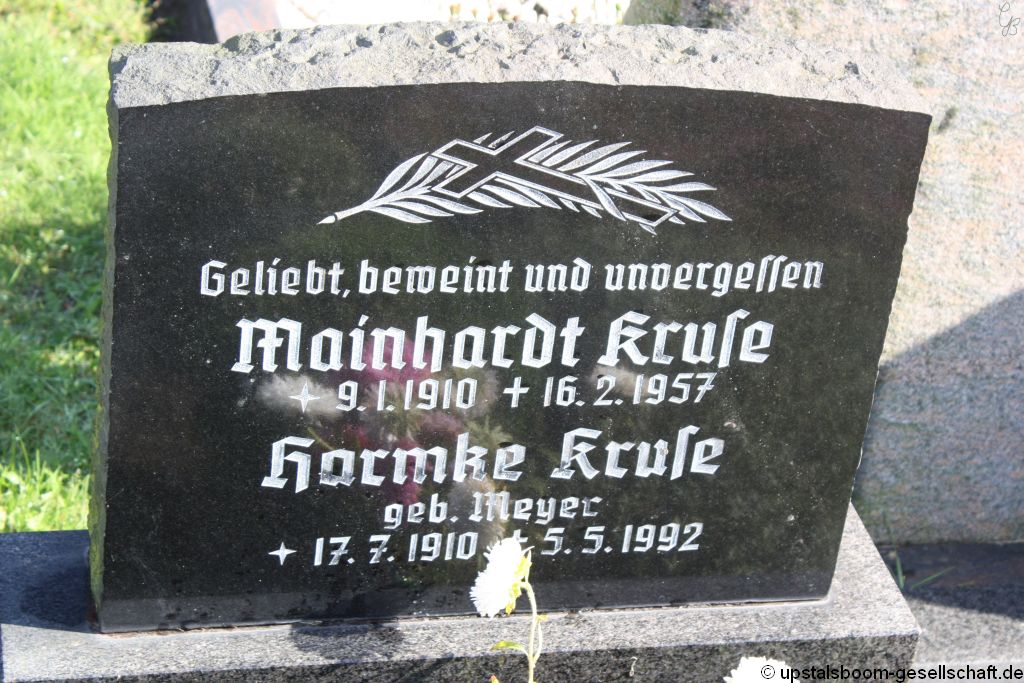 GB
Geliebt, beweint und unvergessen
Mainhardt Kruse
✦ 9. 1. 1910 ✝ 16. 2. 1957
Harmke Kruse
geb. Meyer
✦ 17. 7. 1910 ✝ 5. 5. 1992
© upstalsboom-gesellschaft.de